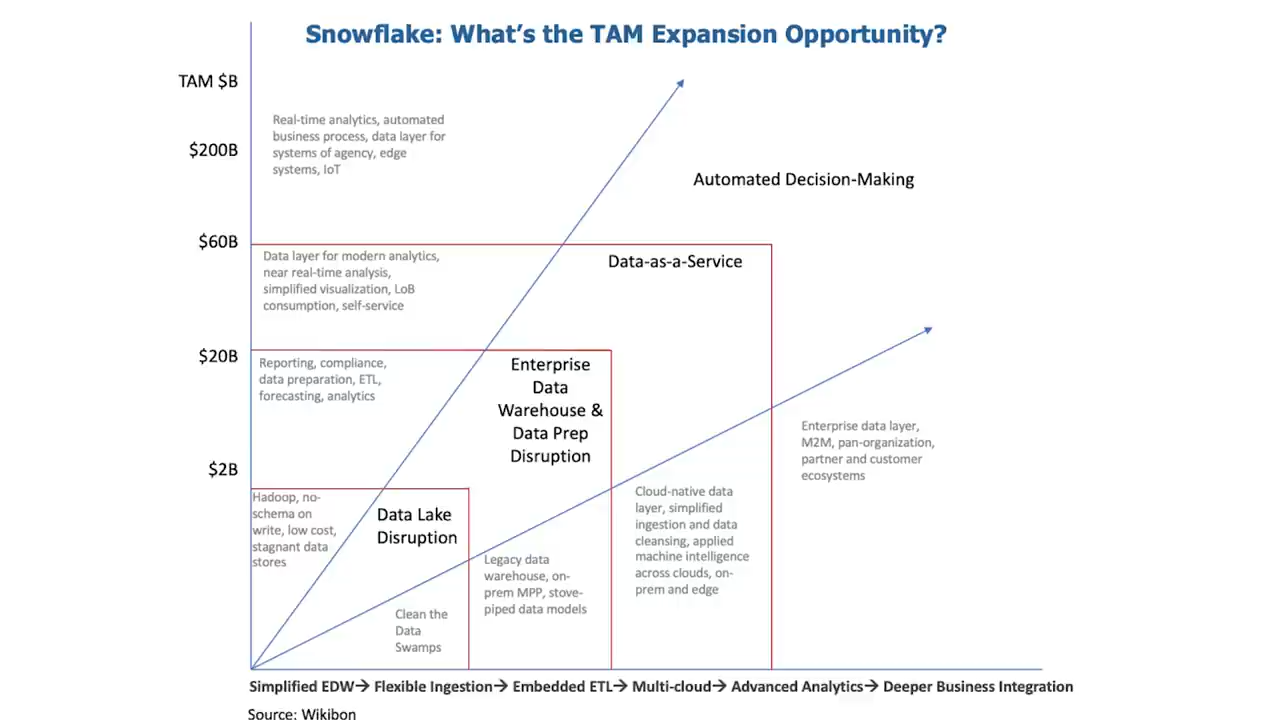 Snowflake: What's the TAM Expansion Opportunity?
TAM $B
Real-time analytics, automated
business process, data layer for
systems of agency, edge
systems, IoT
$200B
Automated Decision-Making
$60B
Data layer for modern analytics,
near real-time analysis,
simplified visualization, LoB
consumption, self-service
Data-as-a-Service
$20B
Reporting, compliance,
data preparation, ETL,
forecasting, analytics
Enterprise
Data
Warehouse &
Data Prep
Disruption
Enterprise data layer,
M2M, pan-organization,
partner and customer
ecosystems
$2B
Hadoop, no-
schema on
write, low cost,
stagnant data
stores
Data Lake
Disruption
Cloud-native data
layer, simplified
ingestion and data
cleansing, applied
machine intelligence
across clouds, on-
prem and edge
Legacy data
warehouse, on-
prem MPP, stove-
piped data models
Clean the
Data
Swamps
Simplified EDW→ Flexible Ingestion→ Embedded ETL→ Multi-cloud→ Advanced Analytics→ Deeper Business Integration
Source: Wikibon